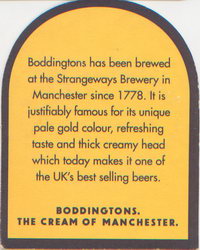 Boddingtons has been brewed
at the Strangeways Brewery in
Manchester since 1778. It is
justifiably famous for its unique
pale gold colour, refreshing
taste and thick creamy head
which today makes it one of
the UK's best selling beers.
BODDINGTONS.
THE CREAM OF MANCHESTER.